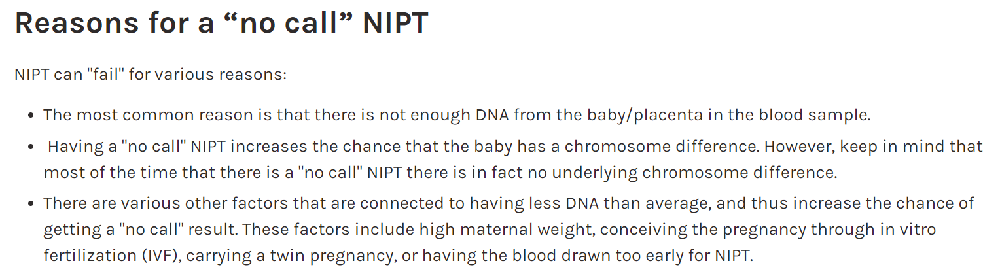 Reasons for a “no call” NIPT
NIPT can "fail" for various reasons:
• The most common reason is that there is not enough DNA from the baby/placenta in the blood sample.
• Having a "no call" NIPT increases the chance that the baby has a chromosome difference. However, keep in mind that
most of the time that there is a "no call" NIPT there is in fact no underlying chromosome difference.
• There are various other factors that are connected to having less DNA than average, and thus increase the chance of
getting a "no call" result. These factors include high maternal weight, conceiving the pregnancy through in vitro
fertilization (IVF), carrying a twin pregnancy, or having the blood drawn too early for NIPT.